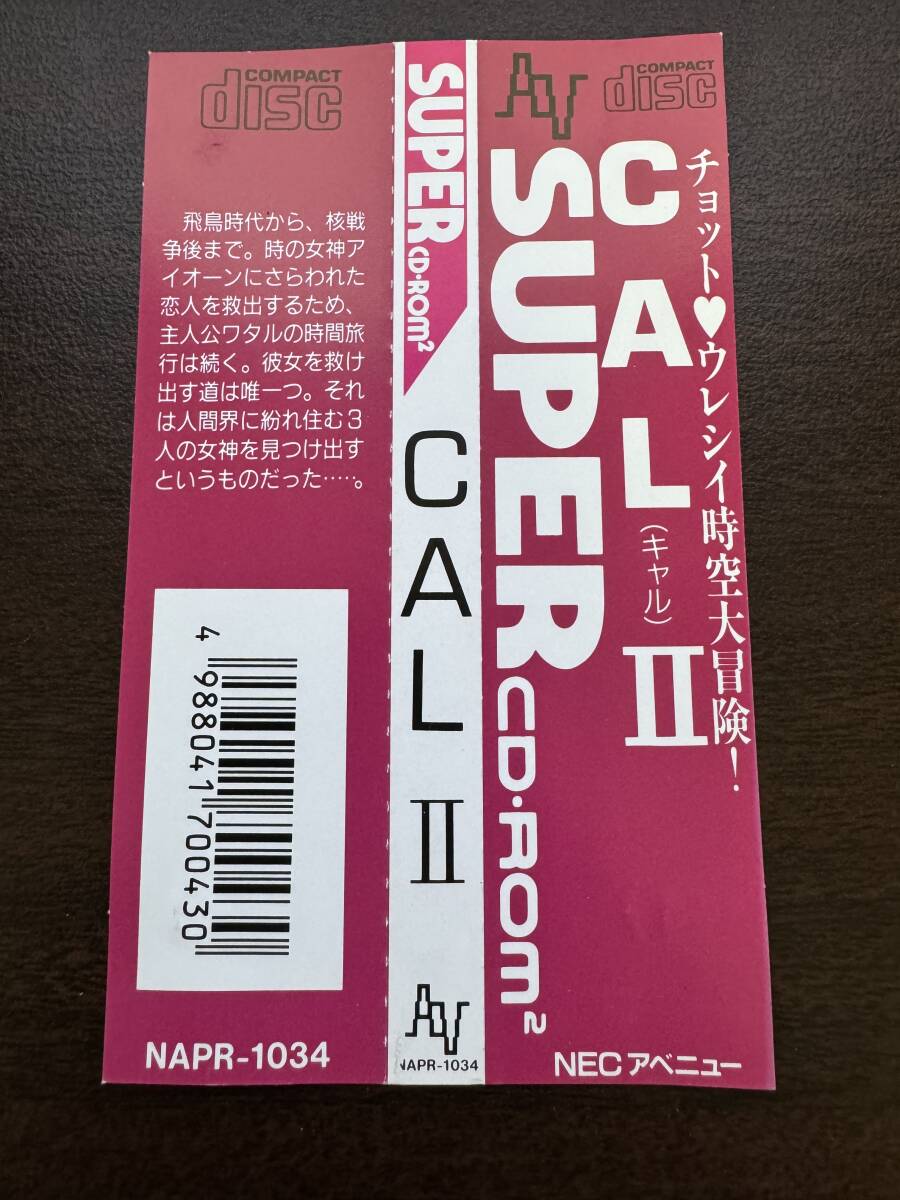 COMPACT
disc
飛鳥時代から、核戦
争後まで。時の女神ア
イオーンにさらわれた
恋人を救出するため、
主人公ワタルの時間旅
行は続く。彼女を救け
出す道は唯一つ。それ
は人間界に紛れ住む3
人の女神を見つけ出す
というものだった……。
4 988041 700430
NAPR-1034
SUPER CD·ROM²
CAL II
AV
NAPR-1034
AV
COMPACT
disc
チョット♥ウレシイ時空大冒険！
CAL(キャル)II
SUPER CD·ROM²
NEC アベニュー